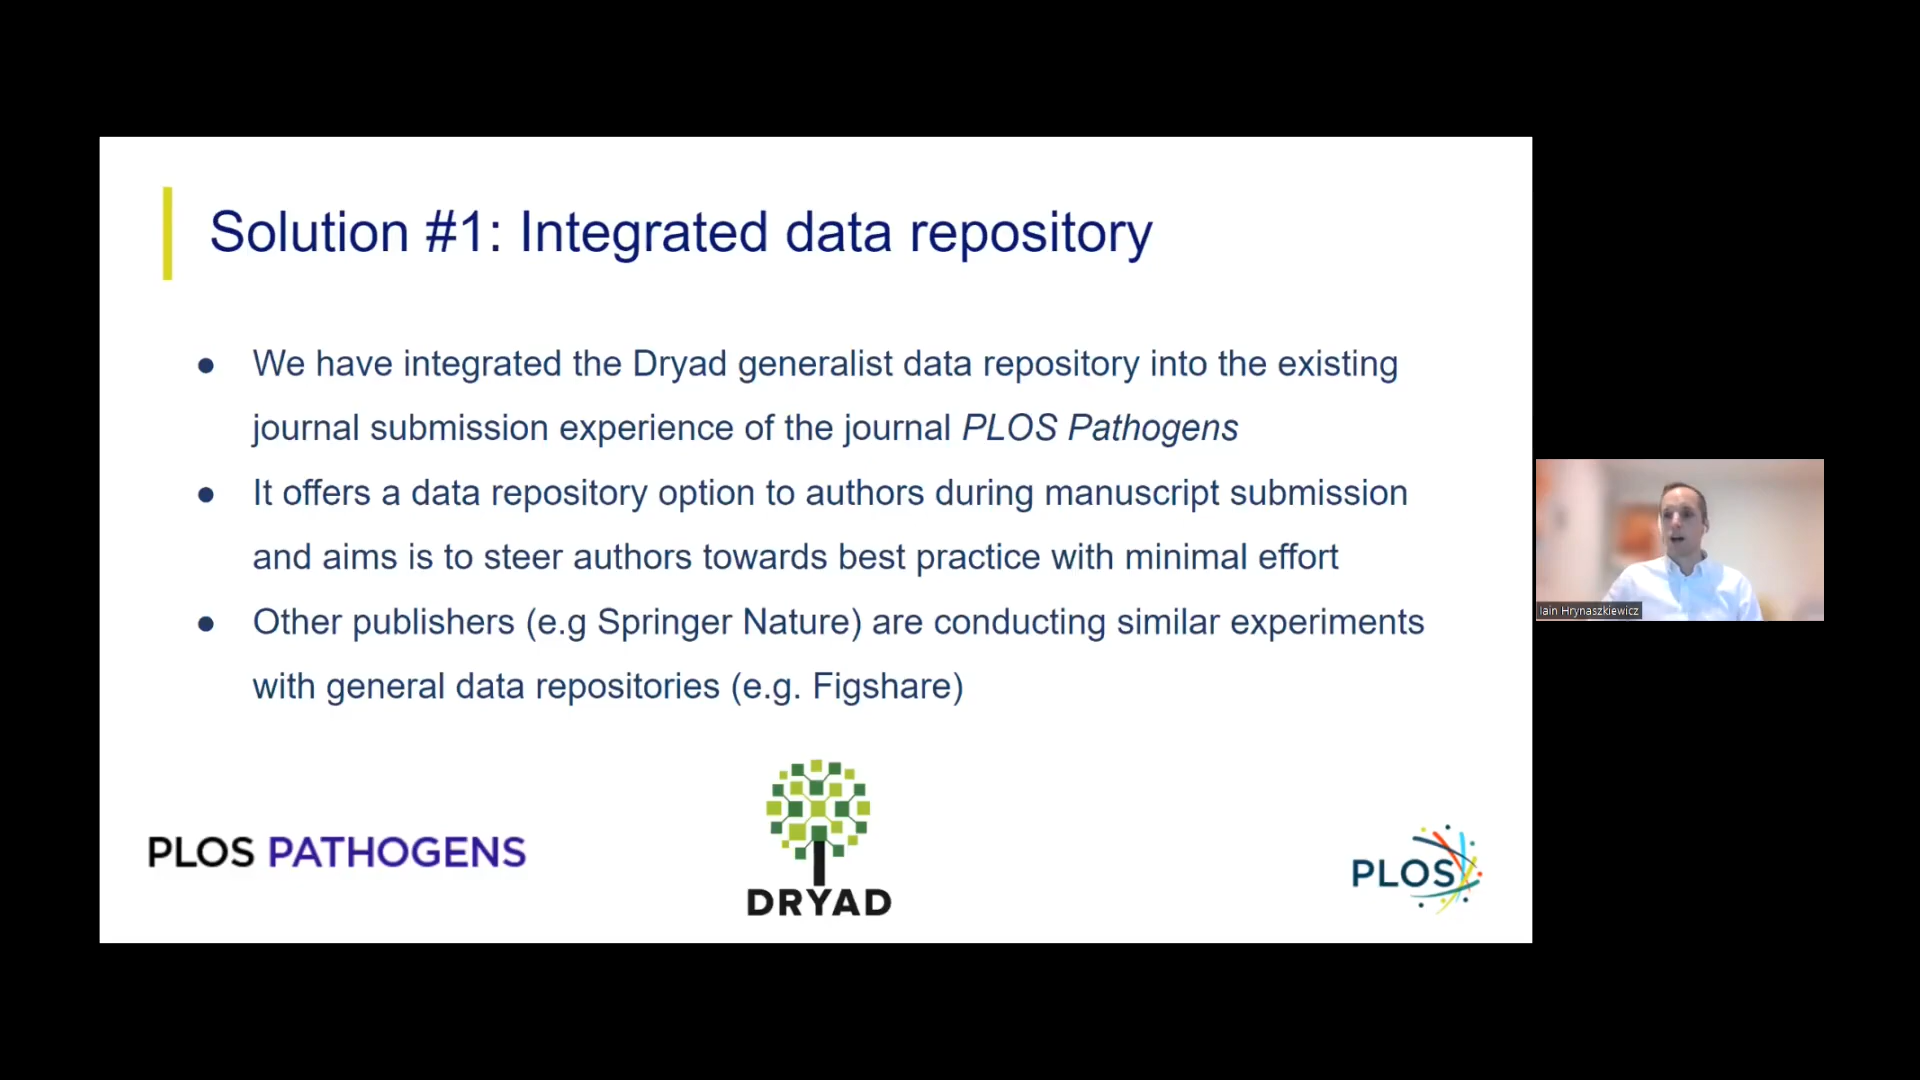 Solution #1: Integrated data repository
● We have integrated the Dryad generalist data repository into the existing
journal submission experience of the journal PLOS Pathogens
● It offers a data repository option to authors during manuscript submission
and aims is to steer authors towards best practice with minimal effort
● Other publishers (e.g Springer Nature) are conducting similar experiments
with general data repositories (e.g. Figshare)
PLOS PATHOGENS
DRYAD
PLOS
Iain Hrynaszkiewicz